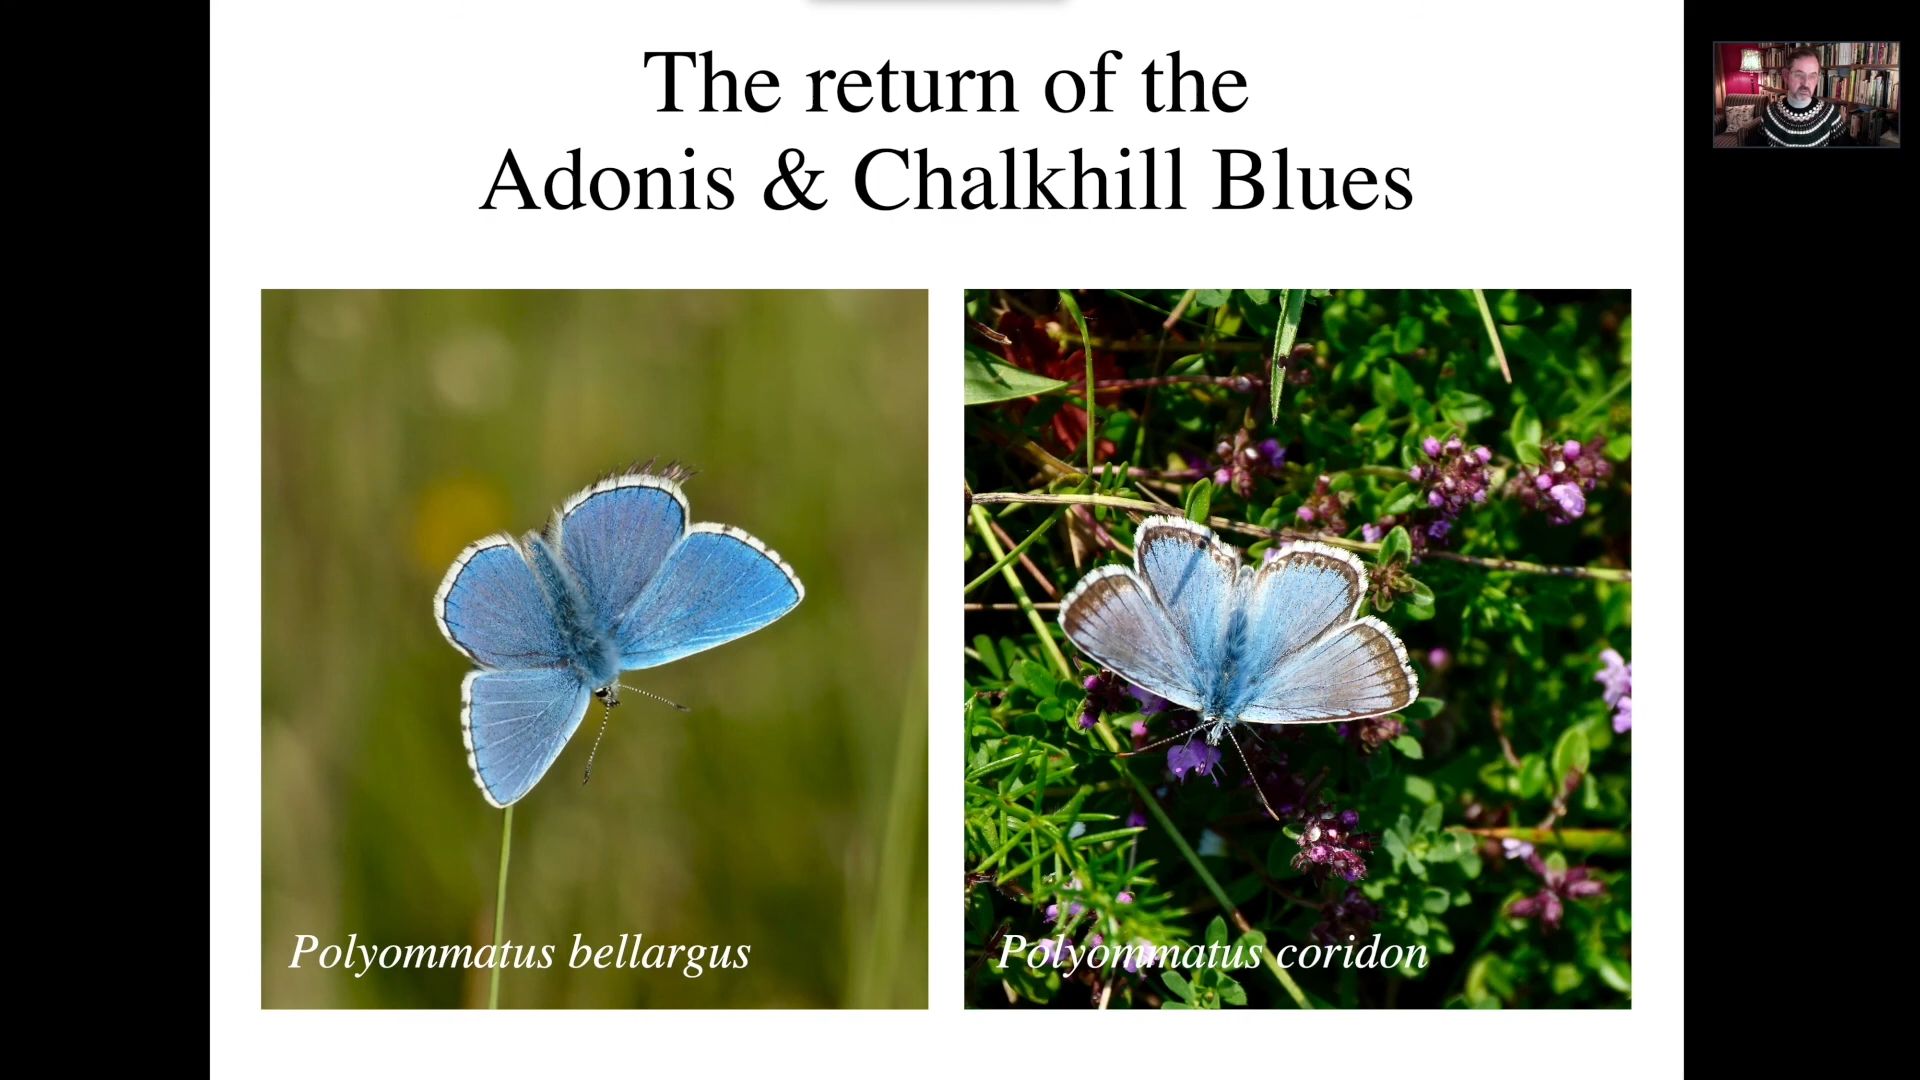 The return of the
Adonis & Chalkhill Blues
Polyommatus bellargus
Polyommatus coridon